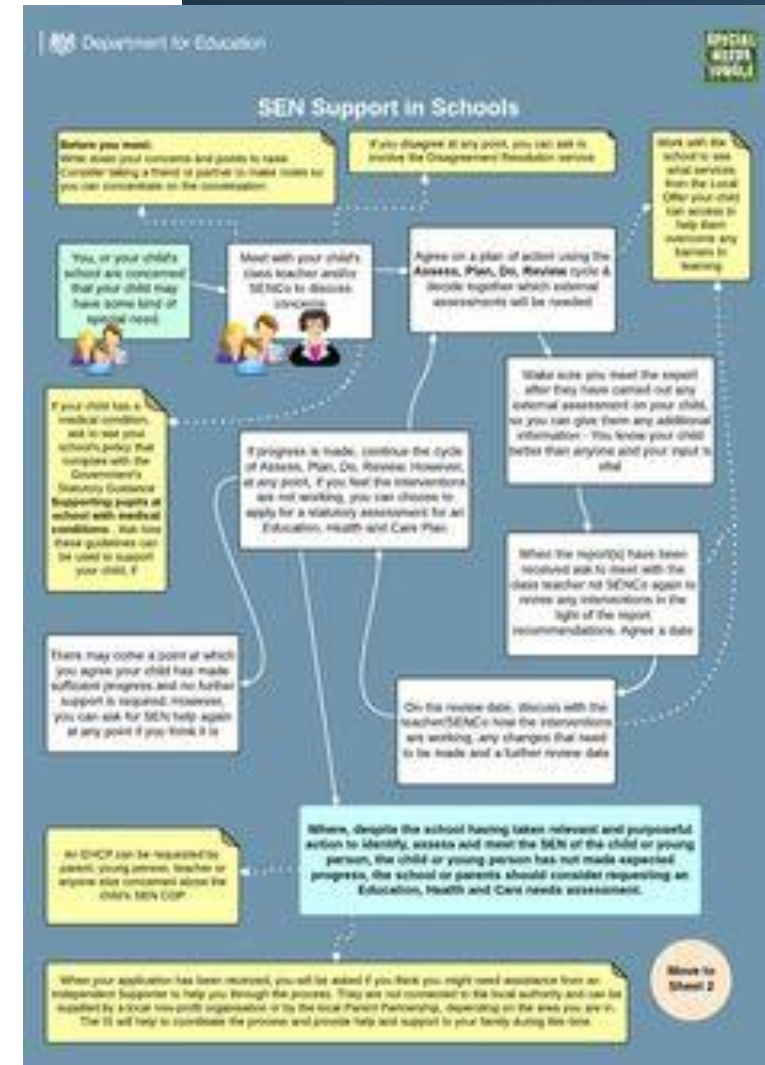 Department for Education
SPECIAL
NEEDS
JUNGLE
SEN Support in Schools
Before you meet:
Write down your concerns and points to raise
Consider taking a friend or partner to make notes so
you can concentrate on the conversation
If you disagree at any point, you can ask to
involve the Disagreement Resolution service
Work with the
school to see
what services
from the Local
Offer your child
can access to
help them
overcome any
barriers to
learning
You, or your child's
school are concerned
that your child may
have some kind of
special need.
Meet with your child's
class teacher and/or
SENCo to discuss
concerns
Agree on a plan of action using the
Assess, Plan, Do, Review cycle &
decide together which external
assessments will be needed
Make sure you meet the expert
after they have carried out any
external assessment on your child,
so you can give them any additional
information - You know your child
better than anyone and your input is
vital
If your child has a
medical condition,
ask to see your
school's policy that
complies with the
Government's
Statutory Guidance
Supporting pupils at
school with medical
conditions. Ask how
these guidelines can
be used to support
your child, if
If progress is made, continue the cycle
of Assess, Plan, Do, Review. However,
at any point, if you feel the interventions
are not working, you can choose to
apply for a statutory assessment for an
Education, Health and Care Plan
When the report(s) have been
received ask to meet with the
class teacher nd SENCo again to
review any interventions in the
light of the report
recommendations. Agree a date
There may come a point at which
you agree your child has made
sufficient progress and no further
support is required. However,
you can ask for SEN help again
at any point if you think it is
On the review date, discuss with the
teacher/SENCo how the interventions
are working, any changes that need
to be made and a further review date
Where, despite the school having taken relevant and purposeful
action to identify, assess and meet the SEN of the child or young
person, the child or young person has not made expected
progress, the school or parents should consider requesting an
Education, Health and Care needs assessment.
An EHCP can be requested by
parent, young person, teacher or
anyone else concerned about the
child's SEN
When your application has been received, you will be asked if you think you might need assistance from an
Independent Supporter to help you through the process. They are not connected to the local authority and can be
supplied by a local non-profit organisation or by the local Parent Partnership, depending on the area you are in.
The IS will help to coordinate the process and provide help and support to your family during this time.
Move to
Sheet 2